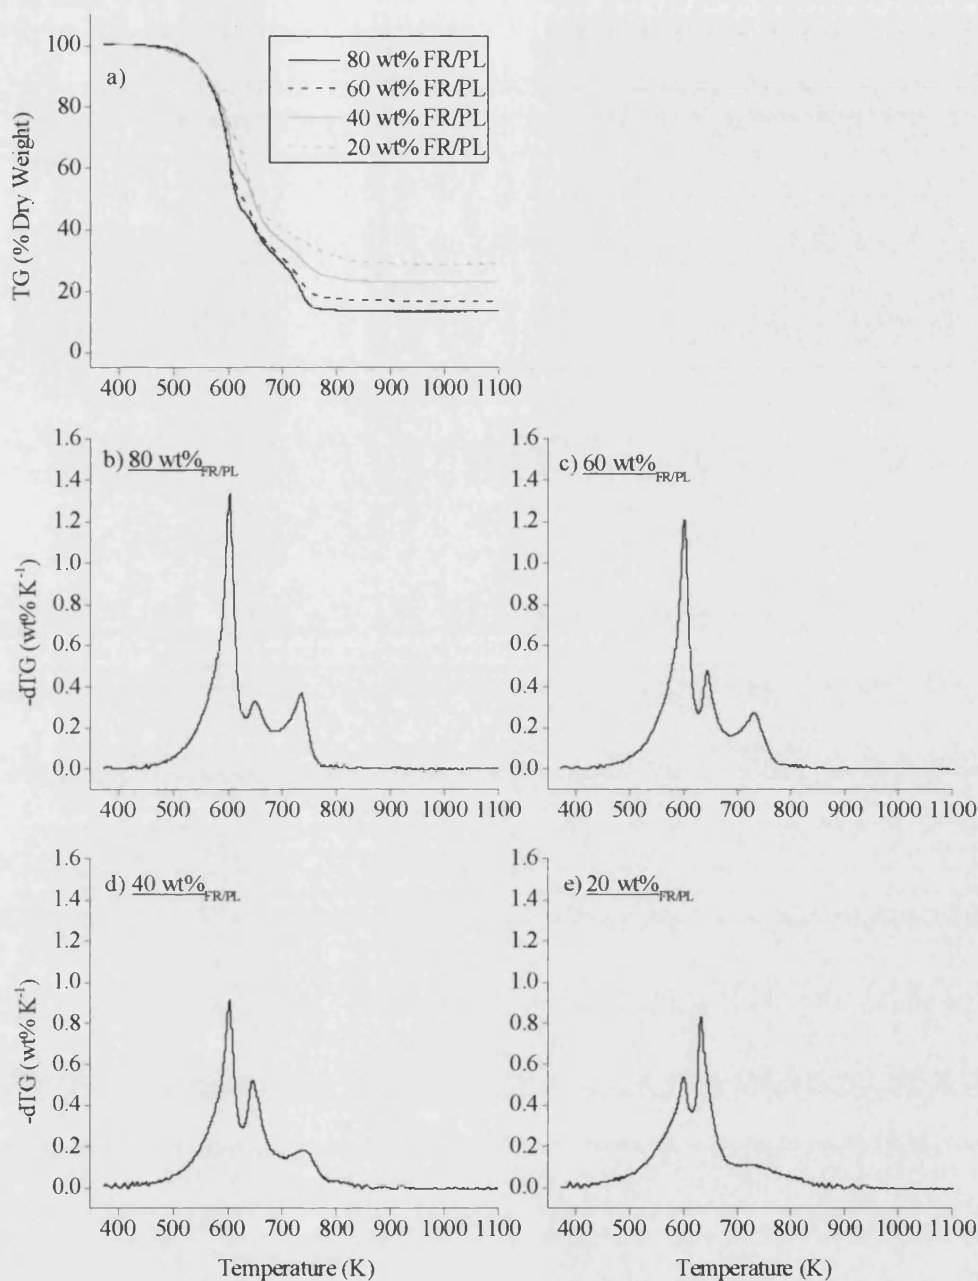 100
80
60
40
20
0
TG (% Dry Weight)
a)
80 wt% FR/PL
60 wt% FR/PL
40 wt% FR/PL
20 wt% FR/PL
400 500 600 700 800 900 1000 1100
b) 80 wt%FR/PL
1.6
1.4
1.2
1.0
0.8
0.6
0.4
0.2
0.0
-dTG (wt% K-1)
400 500 600 700 800 900 1000 1100
c) 60 wt%FR/PL
1.6
1.4
1.2
1.0
0.8
0.6
0.4
0.2
0.0
400 500 600 700 800 900 1000 1100
d) 40 wt%FR/PL
1.6
1.4
1.2
1.0
0.8
0.6
0.4
0.2
0.0
-dTG (wt% K-1)
400 500 600 700 800 900 1000 1100
Temperature (K)
e) 20 wt%FR/PL
1.6
1.4
1.2
1.0
0.8
0.6
0.4
0.2
0.0
400 500 600 700 800 900 1000 1100
Temperature (K)